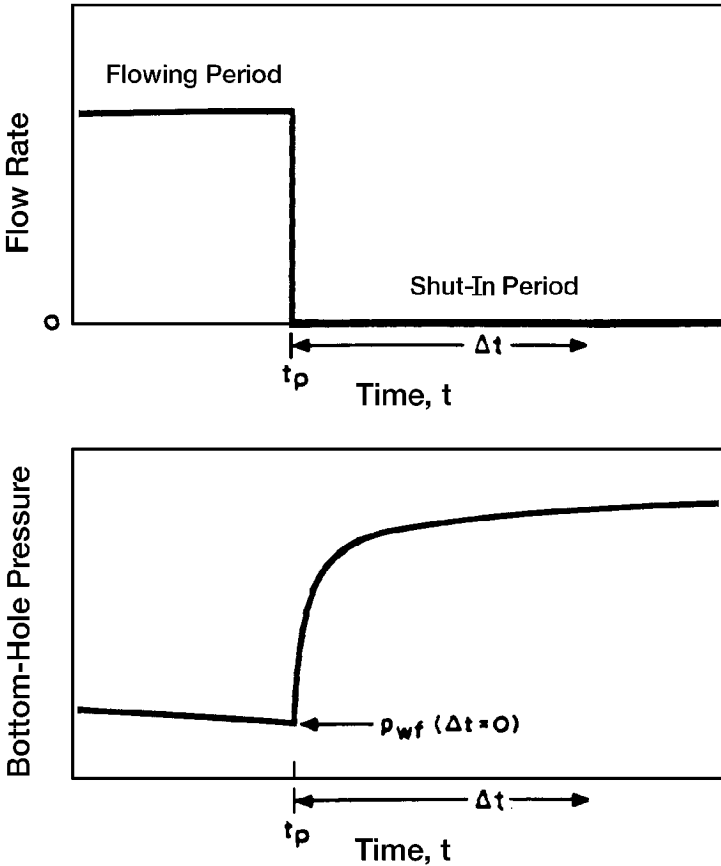 Flow Rate
Flowing Period
Shut-In Period
0
Δt
tp
Time, t
Bottom-Hole Pressure
pwf (Δt=0)
Δt
tp
Time, t